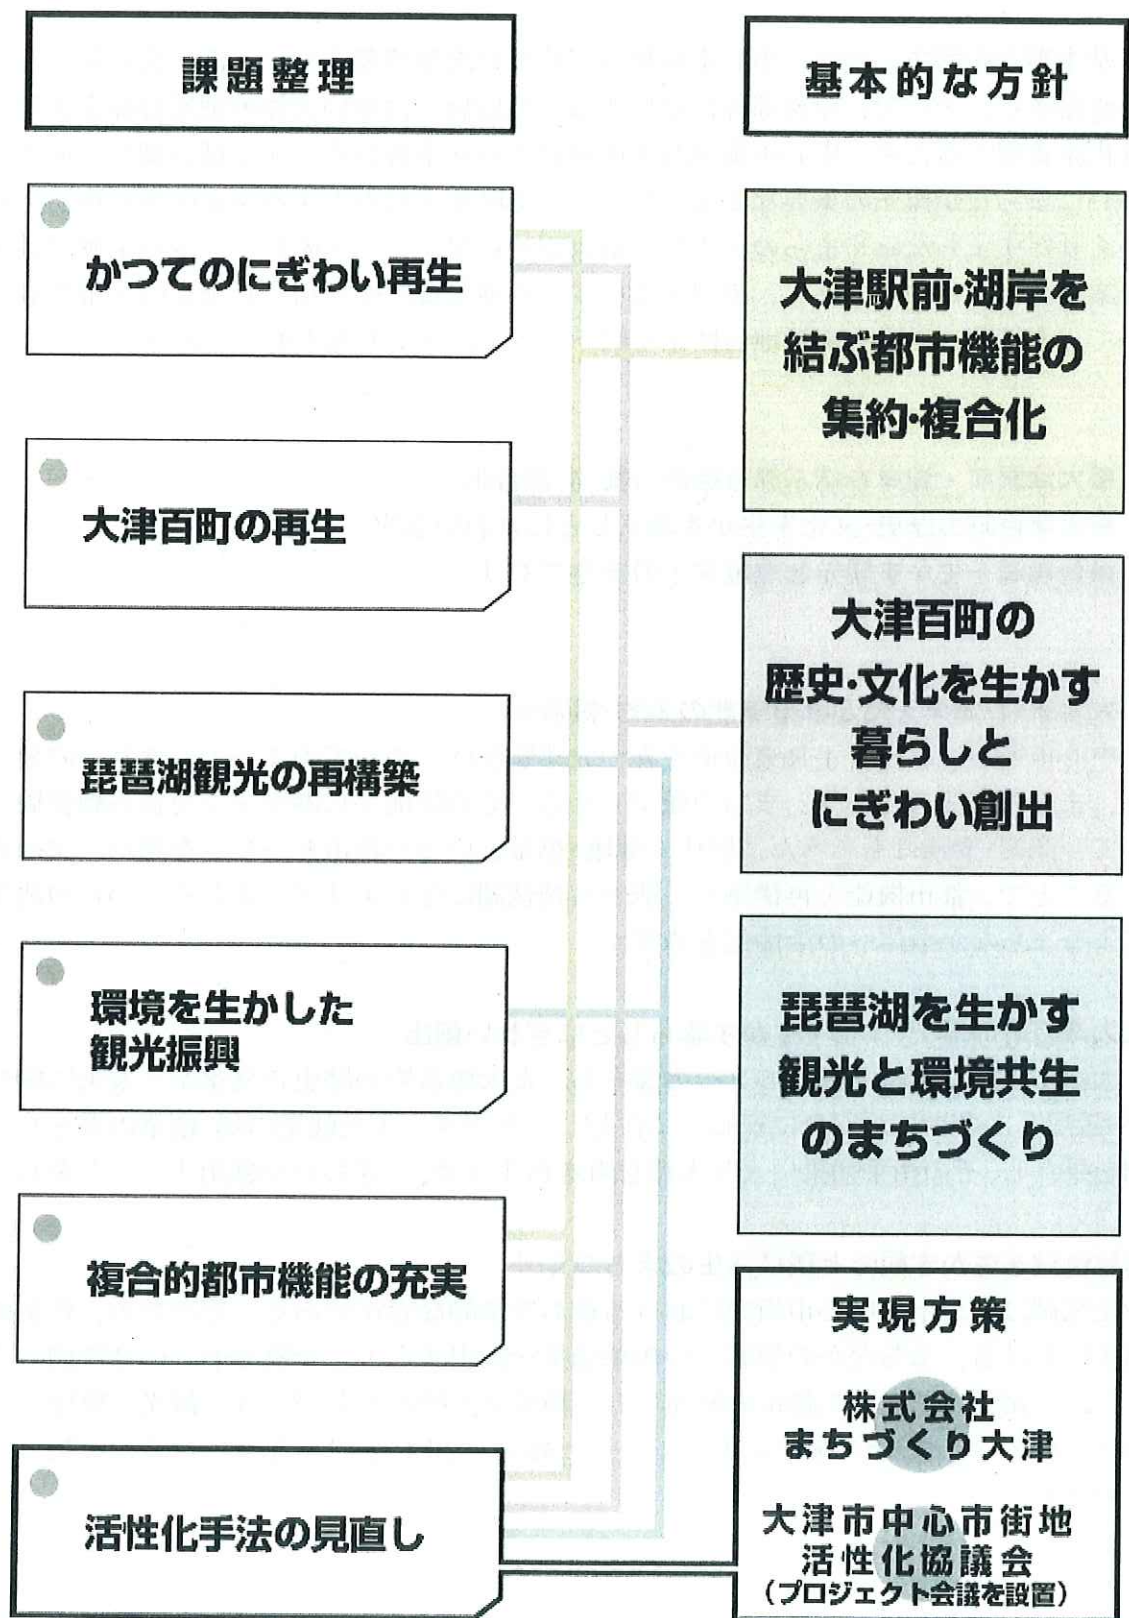 課題整理
かつてのにぎわい再生
大津百町の再生
琵琶湖観光の再構築
環境を生かした
観光振興
複合的都市機能の充実
活性化手法の見直し
基本的な方針
大津駅前・湖岸を
結ぶ都市機能の
集約・複合化
大津百町の
歴史・文化を生かす
暮らしと
にぎわい創出
琵琶湖を生かす
観光と環境共生
のまちづくり
実現方策
株式会社
まちづくり大津
大津市中心市街地
活性化協議会
(プロジェクト会議を設置)